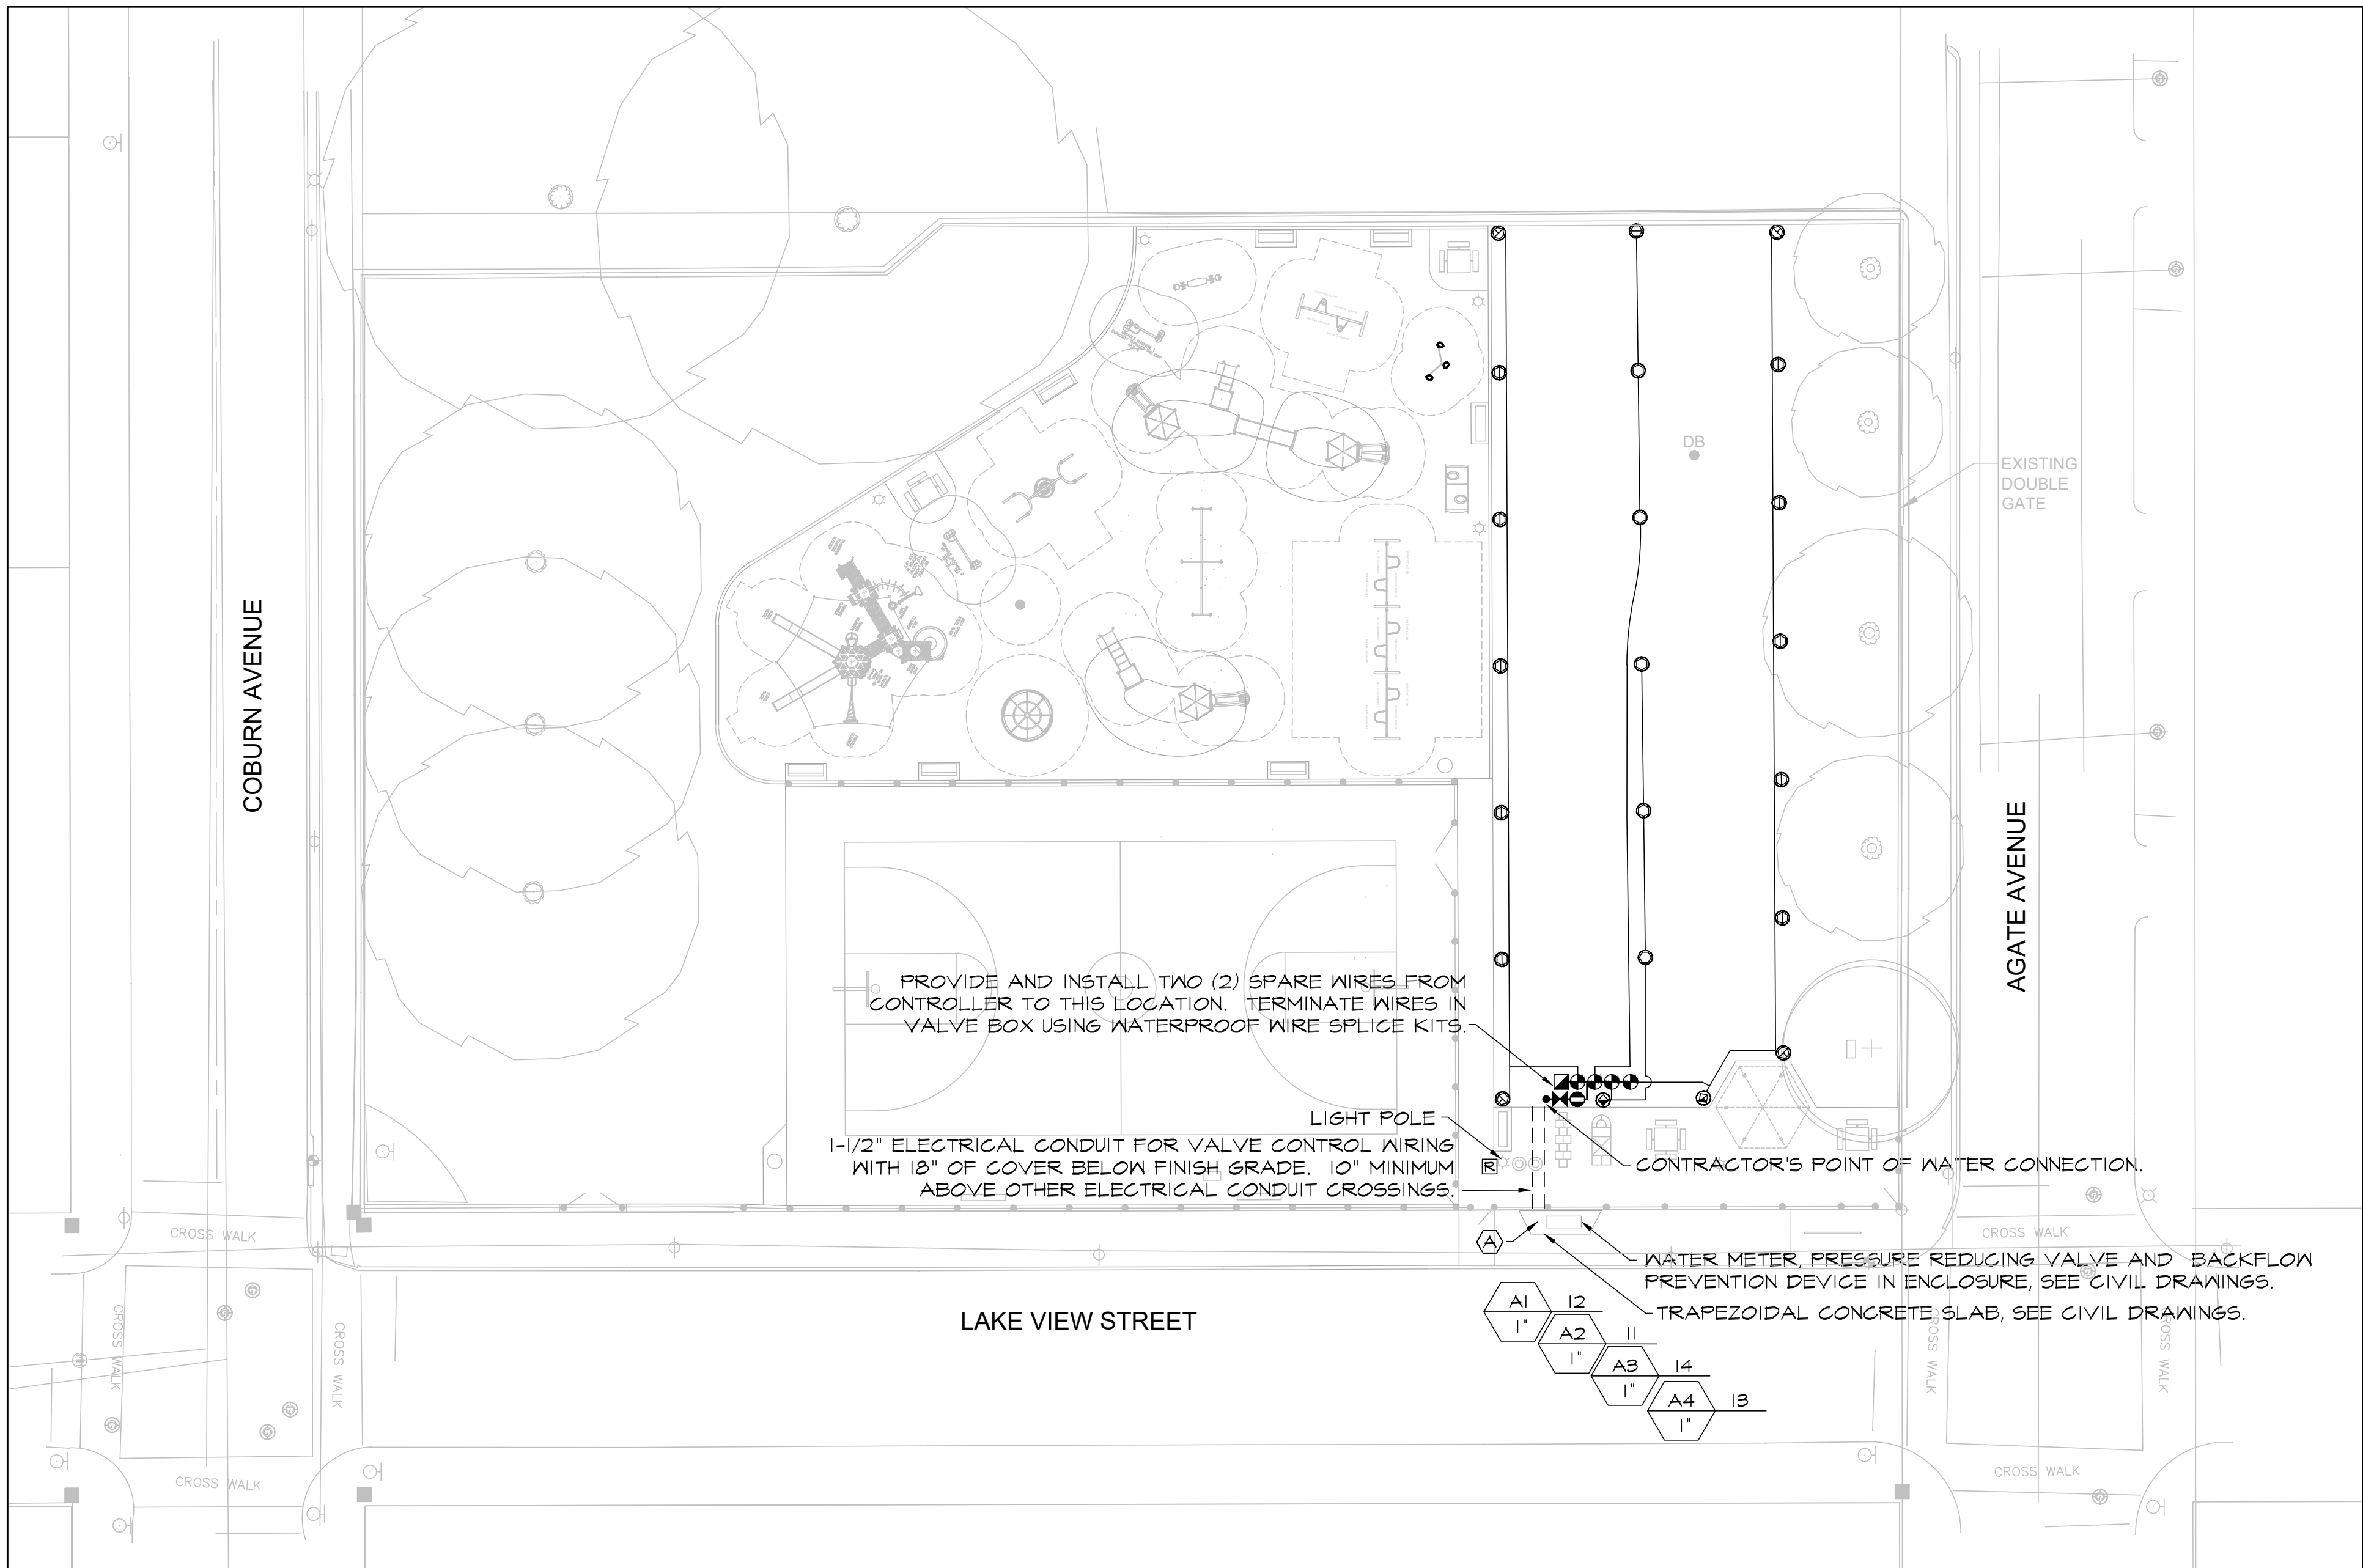 DB
EXISTING
DOUBLE
GATE
COBURN AVENUE
AGATE AVENUE
PROVIDE AND INSTALL TWO (2) SPARE WIRES FROM
CONTROLLER TO THIS LOCATION. TERMINATE WIRES IN
VALVE BOX USING WATERPROOF WIRE SPLICE KITS.
LIGHT POLE
1-1/2" ELECTRICAL CONDUIT FOR VALVE CONTROL WIRING
WITH 18" OF COVER BELOW FINISH GRADE. 10" MINIMUM
ABOVE OTHER ELECTRICAL CONDUIT CROSSINGS.
R
CONTRACTOR'S POINT OF WATER CONNECTION.
A
WATER METER, PRESSURE REDUCING VALVE AND BACKFLOW
PREVENTION DEVICE IN ENCLOSURE, SEE CIVIL DRAWINGS.
TRAPEZOIDAL CONCRETE SLAB, SEE CIVIL DRAWINGS.
CROSS WALK
CROSS WALK
CROSS WALK
CROSS WALK
LAKE VIEW STREET
A1 12
1"
A2 11
1"
A3 14
1"
A4 13
1"
CROSS WALK
CROSS WALK
CROSS WALK
CROSS WALK